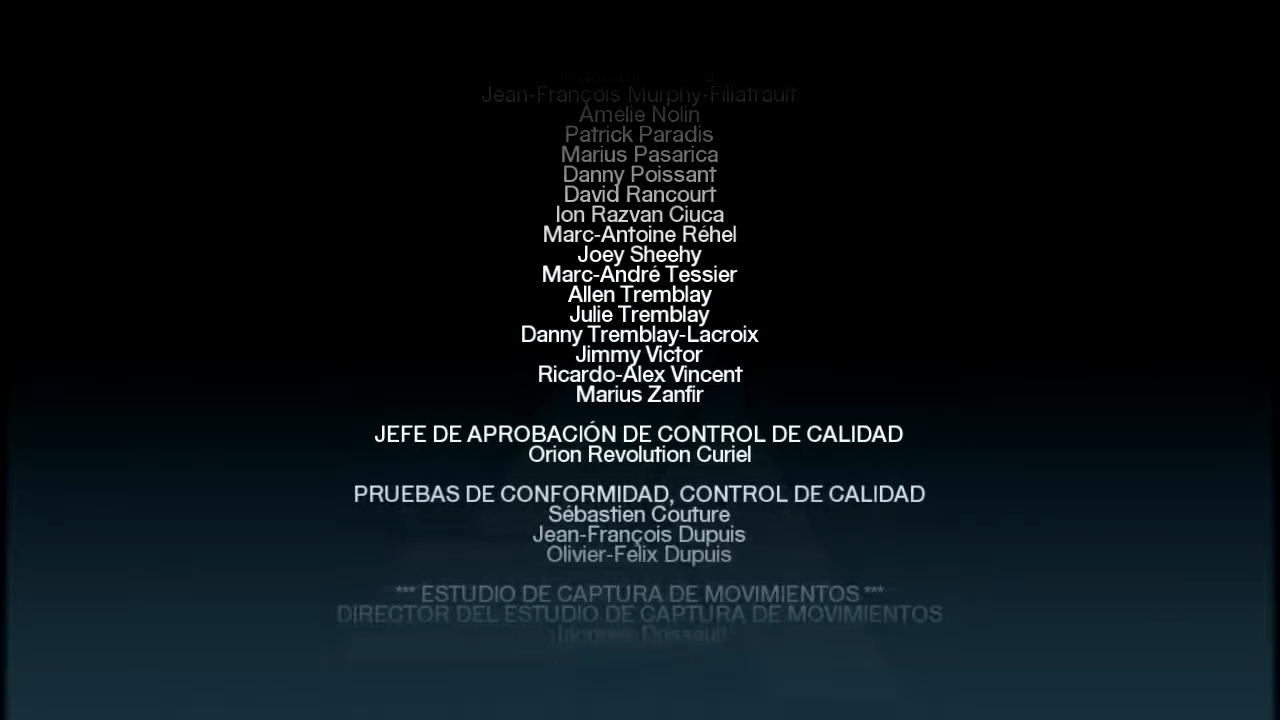 Jean-François Murphy-Filiatrault
Amélie Nolin
Patrick Paradis
Marius Pasarica
Danny Poissant
David Rancourt
Ion Razvan Ciuca
Marc-Antoine Réhel
Joey Sheehy
Marc-André Tessier
Allen Tremblay
Julie Tremblay
Danny Tremblay-Lacroix
Jimmy Victor
Ricardo-Alex Vincent
Marius Zanfir
JEFE DE APROBACIÓN DE CONTROL DE CALIDAD
Orion Revolution Curiel
PRUEBAS DE CONFORMIDAD, CONTROL DE CALIDAD
Sébastien Couture
Jean-François Dupuis
Olivier-Felix Dupuis
*** ESTUDIO DE CAPTURA DE MOVIMIENTOS ***
DIRECTOR DEL ESTUDIO DE CAPTURA DE MOVIMIENTOS